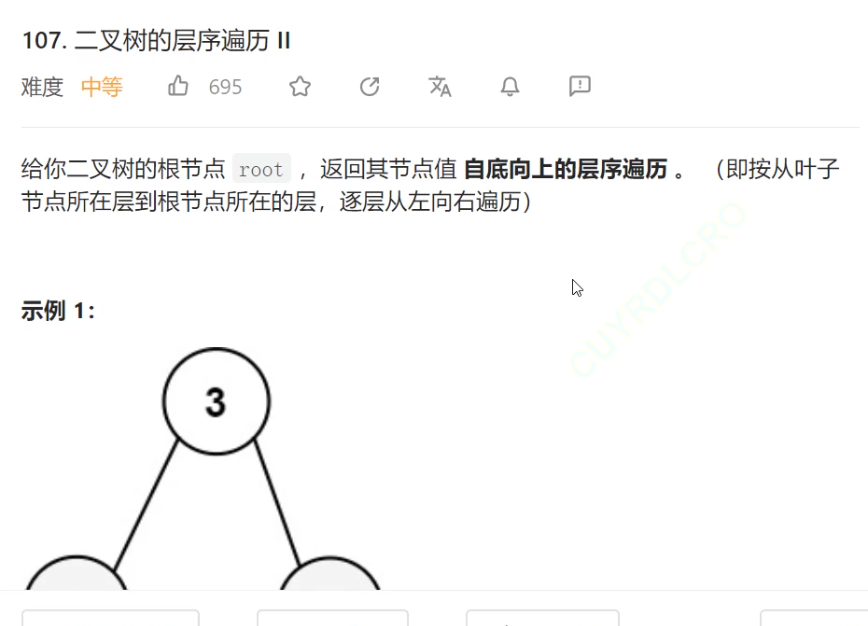 107. 二叉树的层序遍历 II
难度 中等 695
给你二叉树的根节点 root ，返回其节点值 自底向上的层序遍历 。 （即按从叶子
节点所在层到根节点所在的层，逐层从左向右遍历）
CUYRDLCRO
示例 1：
3